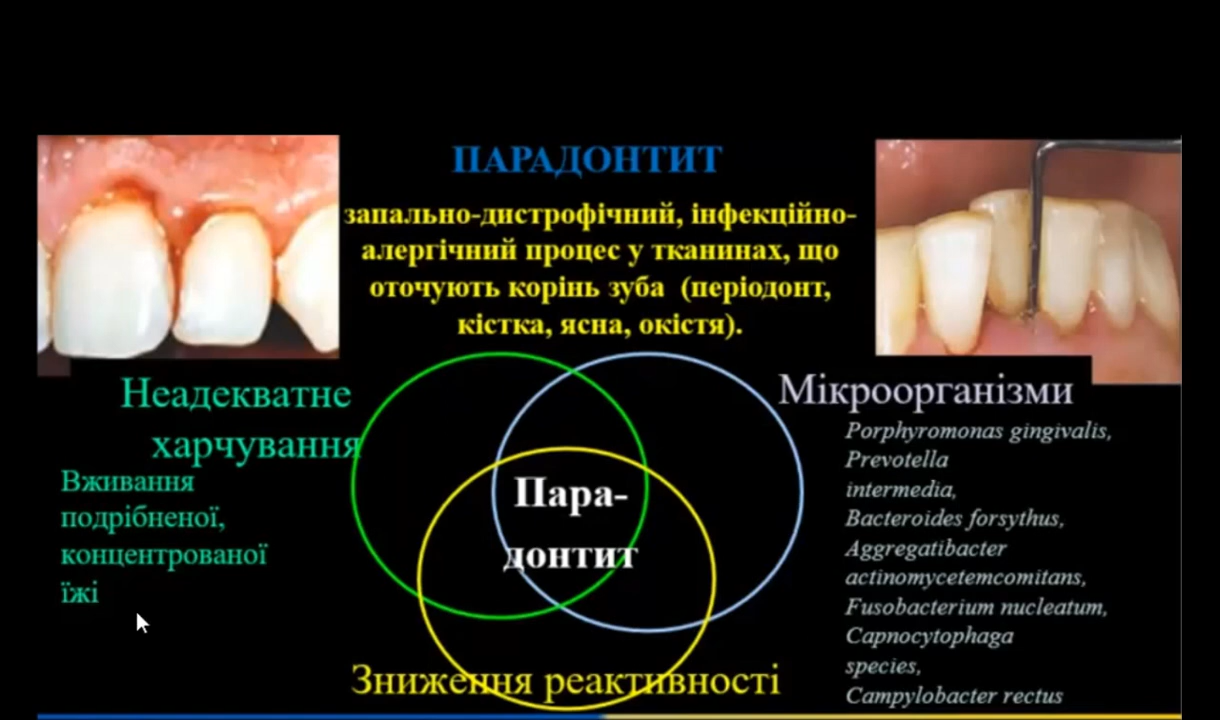 ПАРАДОНТИТ
запально-дистрофічний, інфекційно-
алергічний процес у тканинах, що
оточують корінь зуба (періодонт,
кістка, ясна, окістя).
Неадекватне
харчування
Вживання
подрібненої,
концентрованої
їжі
Пара-
донтит
Мікроорганізми
Porphyromonas gingivalis,
Prevotella
intermedia,
Bacteroides forsythus,
Aggregatibacter
actinomycetemcomitans,
Fusobacterium nucleatum,
Capnocytophaga
species,
Campylobacter rectus
Зниження реактивності